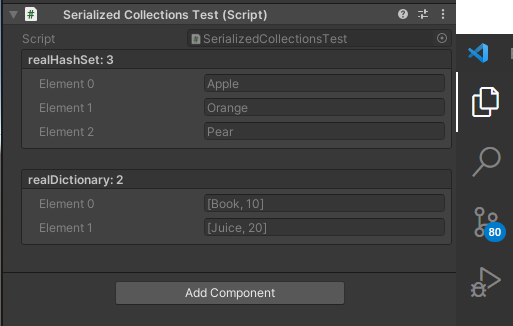 Serialized Collections Test (Script)
Script SerializedCollectionsTest
realHashSet: 3
Element 0 Apple
Element 1 Orange
Element 2 Pear
realDictionary: 2
Element 0 [Book, 10]
Element 1 [Juice, 20]
Add Component
80